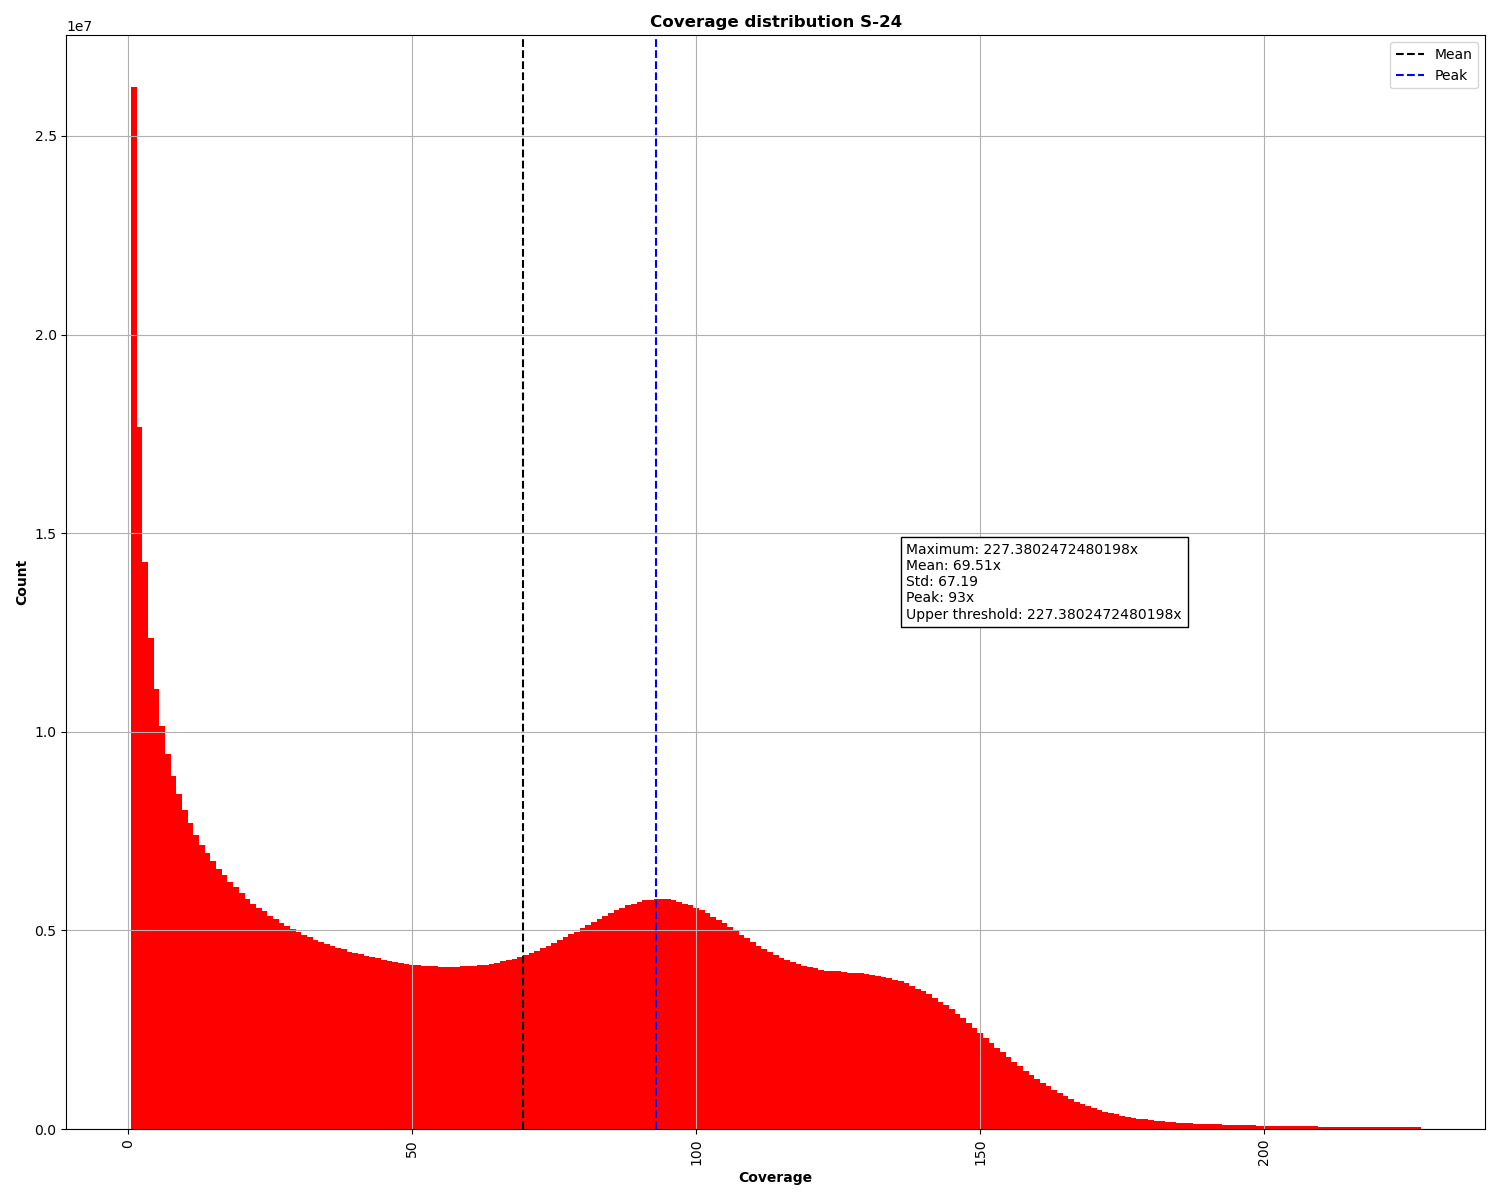 Coverage distribution S-24
1e7
Mean
Peak
2.5
2.0
1.5
1.0
0.5
0.0
Count
Maximum: 227.3802472480198x
Mean: 69.51x
Std: 67.19
Peak: 93x
Upper threshold: 227.3802472480198x
0
50
100
150
200
Coverage